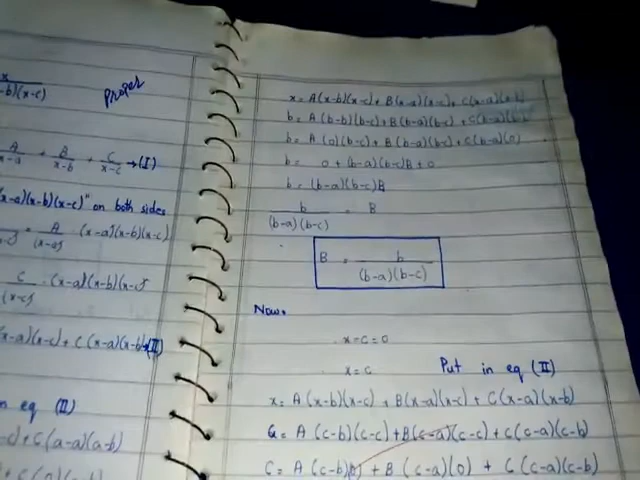 x
-b)(x-c)
proper
A/x-a + B/x-b + C/x-c → (I)
x-a)(x-b)(x-c)" on both sides
= A/(x-a) (x-a)(x-b)(x-c)
C/(x-c) . (x-a)(x-b)(x-c)
x-a)(x-c) + C(x-a)(x-b) → (II)
in eq (II)
-c) + C(a-a)(a-b)
x = A(x-b)(x-c) + B(x-a)(x-c) + C(x-a)(x-b)
b = A(b-b)(b-c) + B(b-a)(b-c) + C(b-a)(b-b)
b = A(0)(b-c) + B(b-a)(b-c) + C(b-a)(0)
b = 0 + (b-a)(b-c)B + 0
b = (b-a)(b-c)B
b/(b-a)(b-c) = B
B = b/(b-a)(b-c)
Now.
x-c=0
x=c Put in eq (II)
x = A(x-b)(x-c) + B(x-a)(x-c) + C(x-a)(x-b)
= A(c-b)(c-c) + B(c-a)(c-c) + C(c-a)(c-b)
C = A(c-b)(0) + B(c-a)(0) + C(c-a)(c-b)